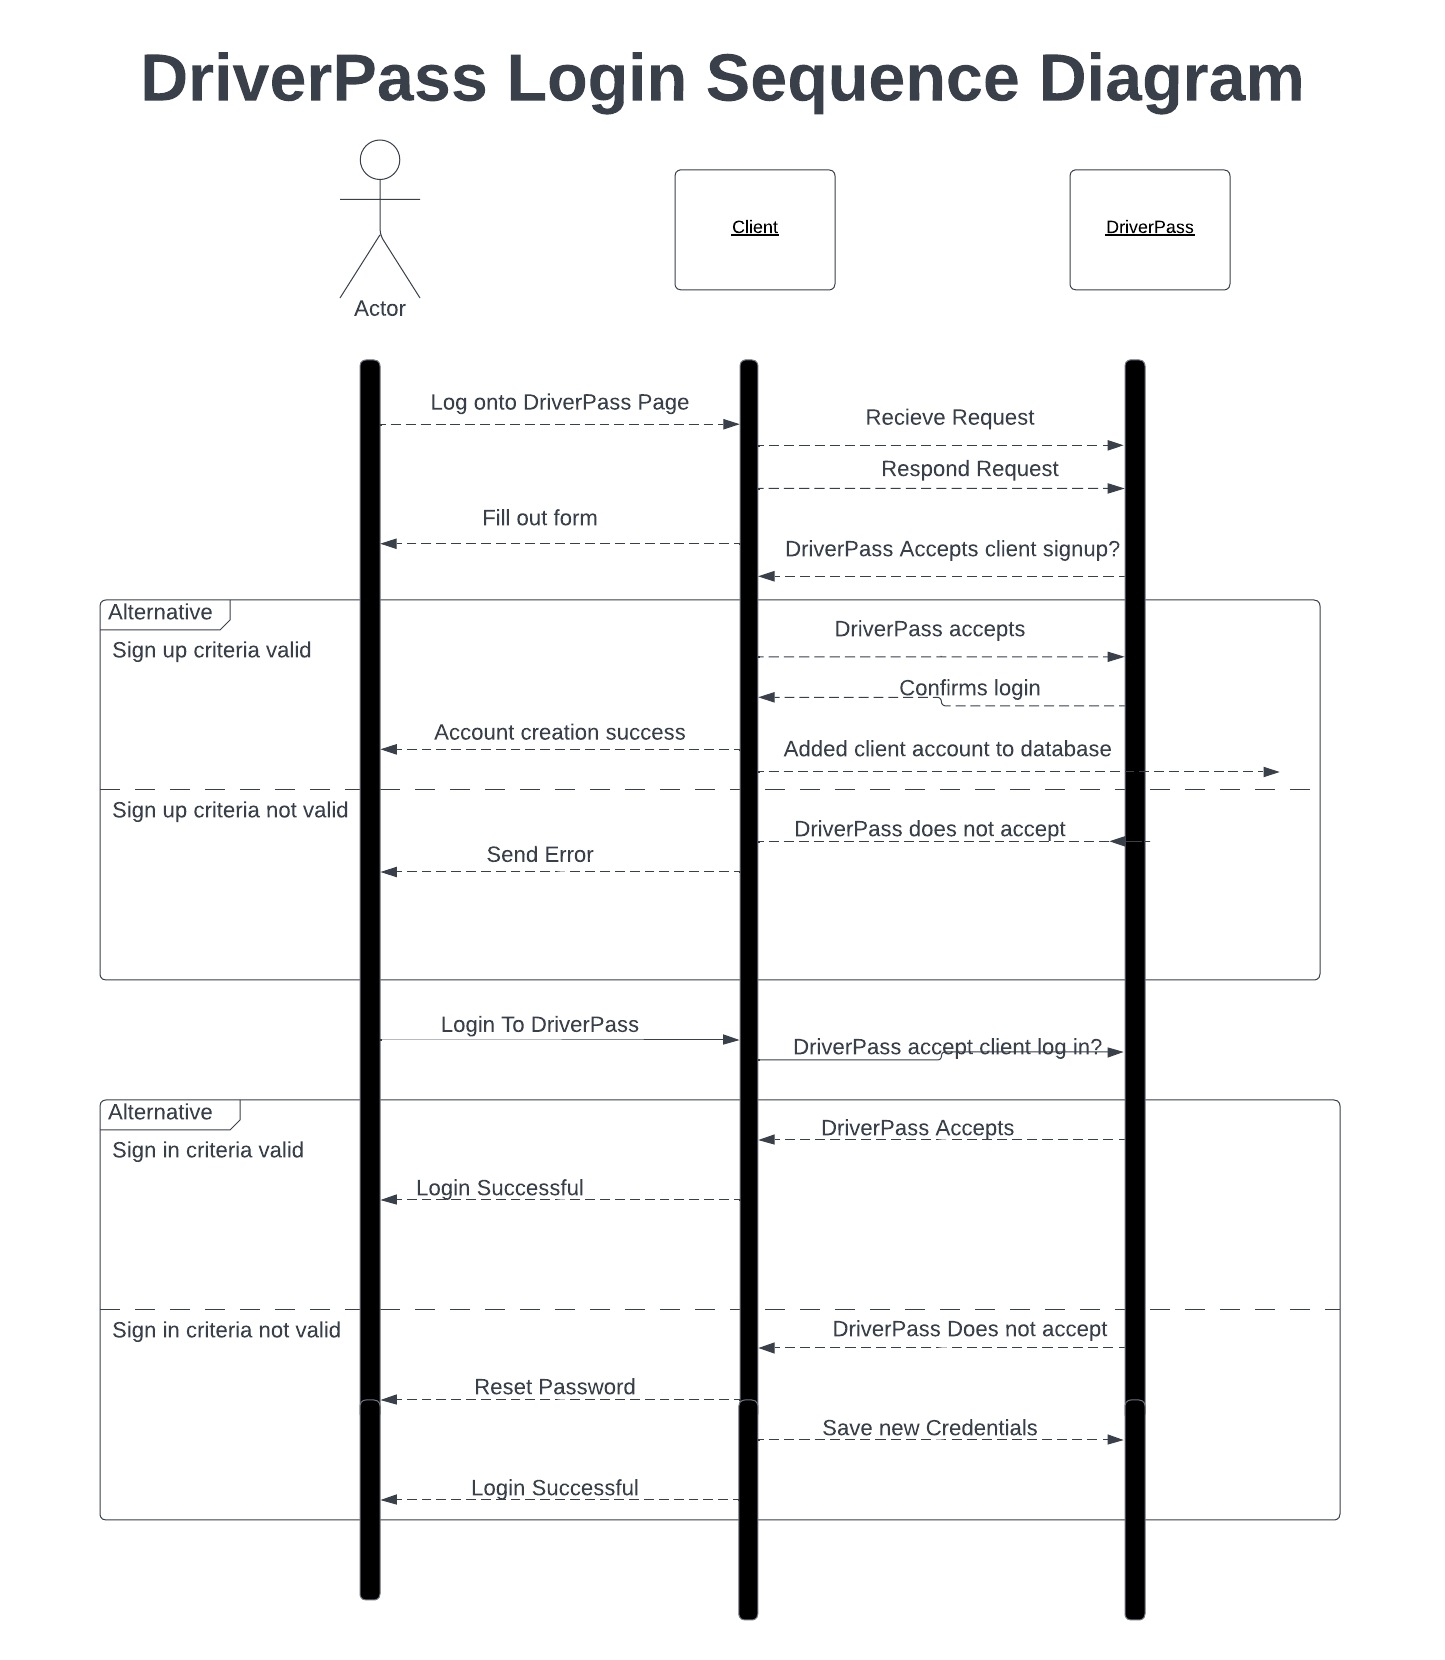 DriverPass Login Sequence Diagram
Client
DriverPass
Actor
Log onto DriverPass Page
Recieve Request
Respond Request
Fill out form
DriverPass Accepts client signup?
Alternative
Sign up criteria valid
DriverPass accepts
Confirms login
Account creation success
Added client account to database
Sign up criteria not valid
DriverPass does not accept
Send Error
Login To DriverPass
DriverPass accept client log in?
Alternative
DriverPass Accepts
Sign in criteria valid
Login Successful
Sign in criteria not valid
DriverPass Does not accept
Reset Password
Save new Credentials
Login Successful